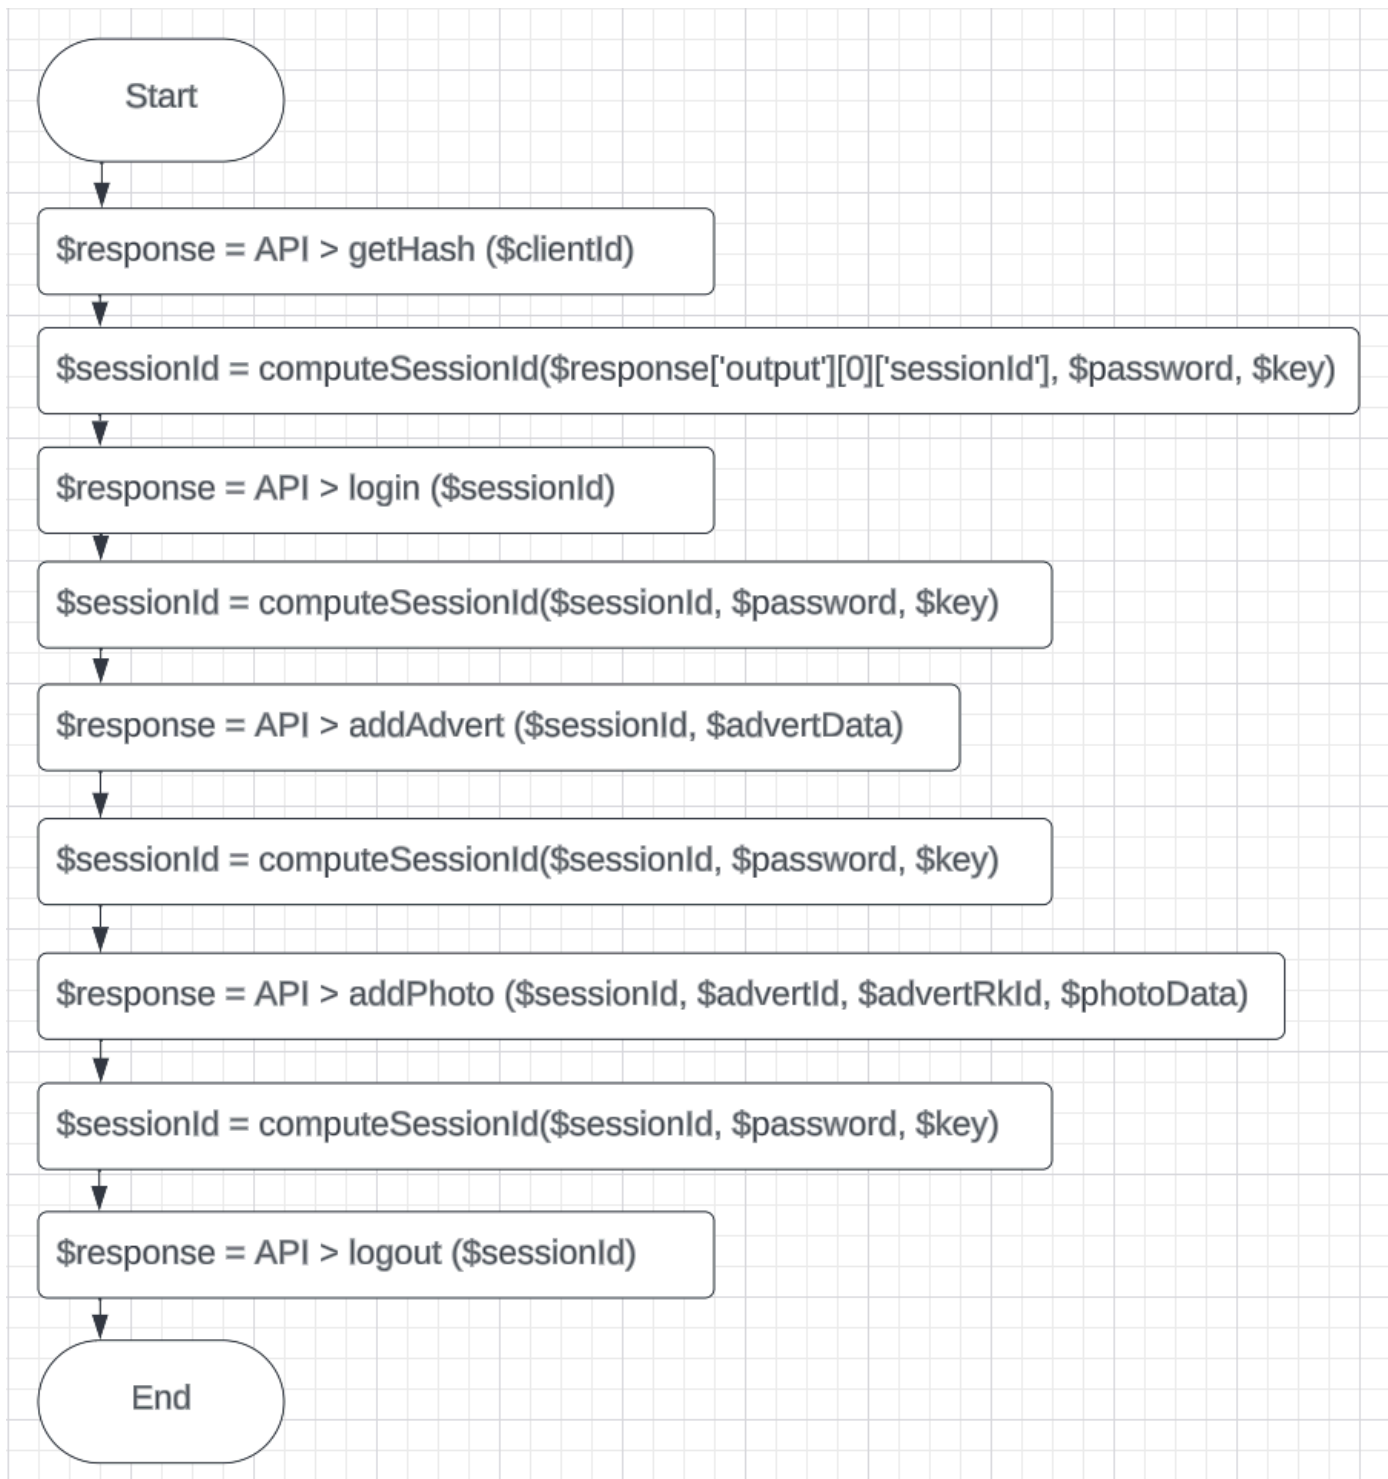 Start
$response = API > getHash ($clientId)
$sessionId = computeSessionId($response['output'][0]['sessionId'], $password, $key)
$response = API > login ($sessionId)
$sessionId = computeSessionId($sessionId, $password, $key)
$response = API > addAdvert ($sessionId, $advertData)
$sessionId = computeSessionId($sessionId, $password, $key)
$response = API > addPhoto ($sessionId, $advertId, $advertRkId, $photoData)
$sessionId = computeSessionId($sessionId, $password, $key)
$response = API > logout ($sessionId)
End